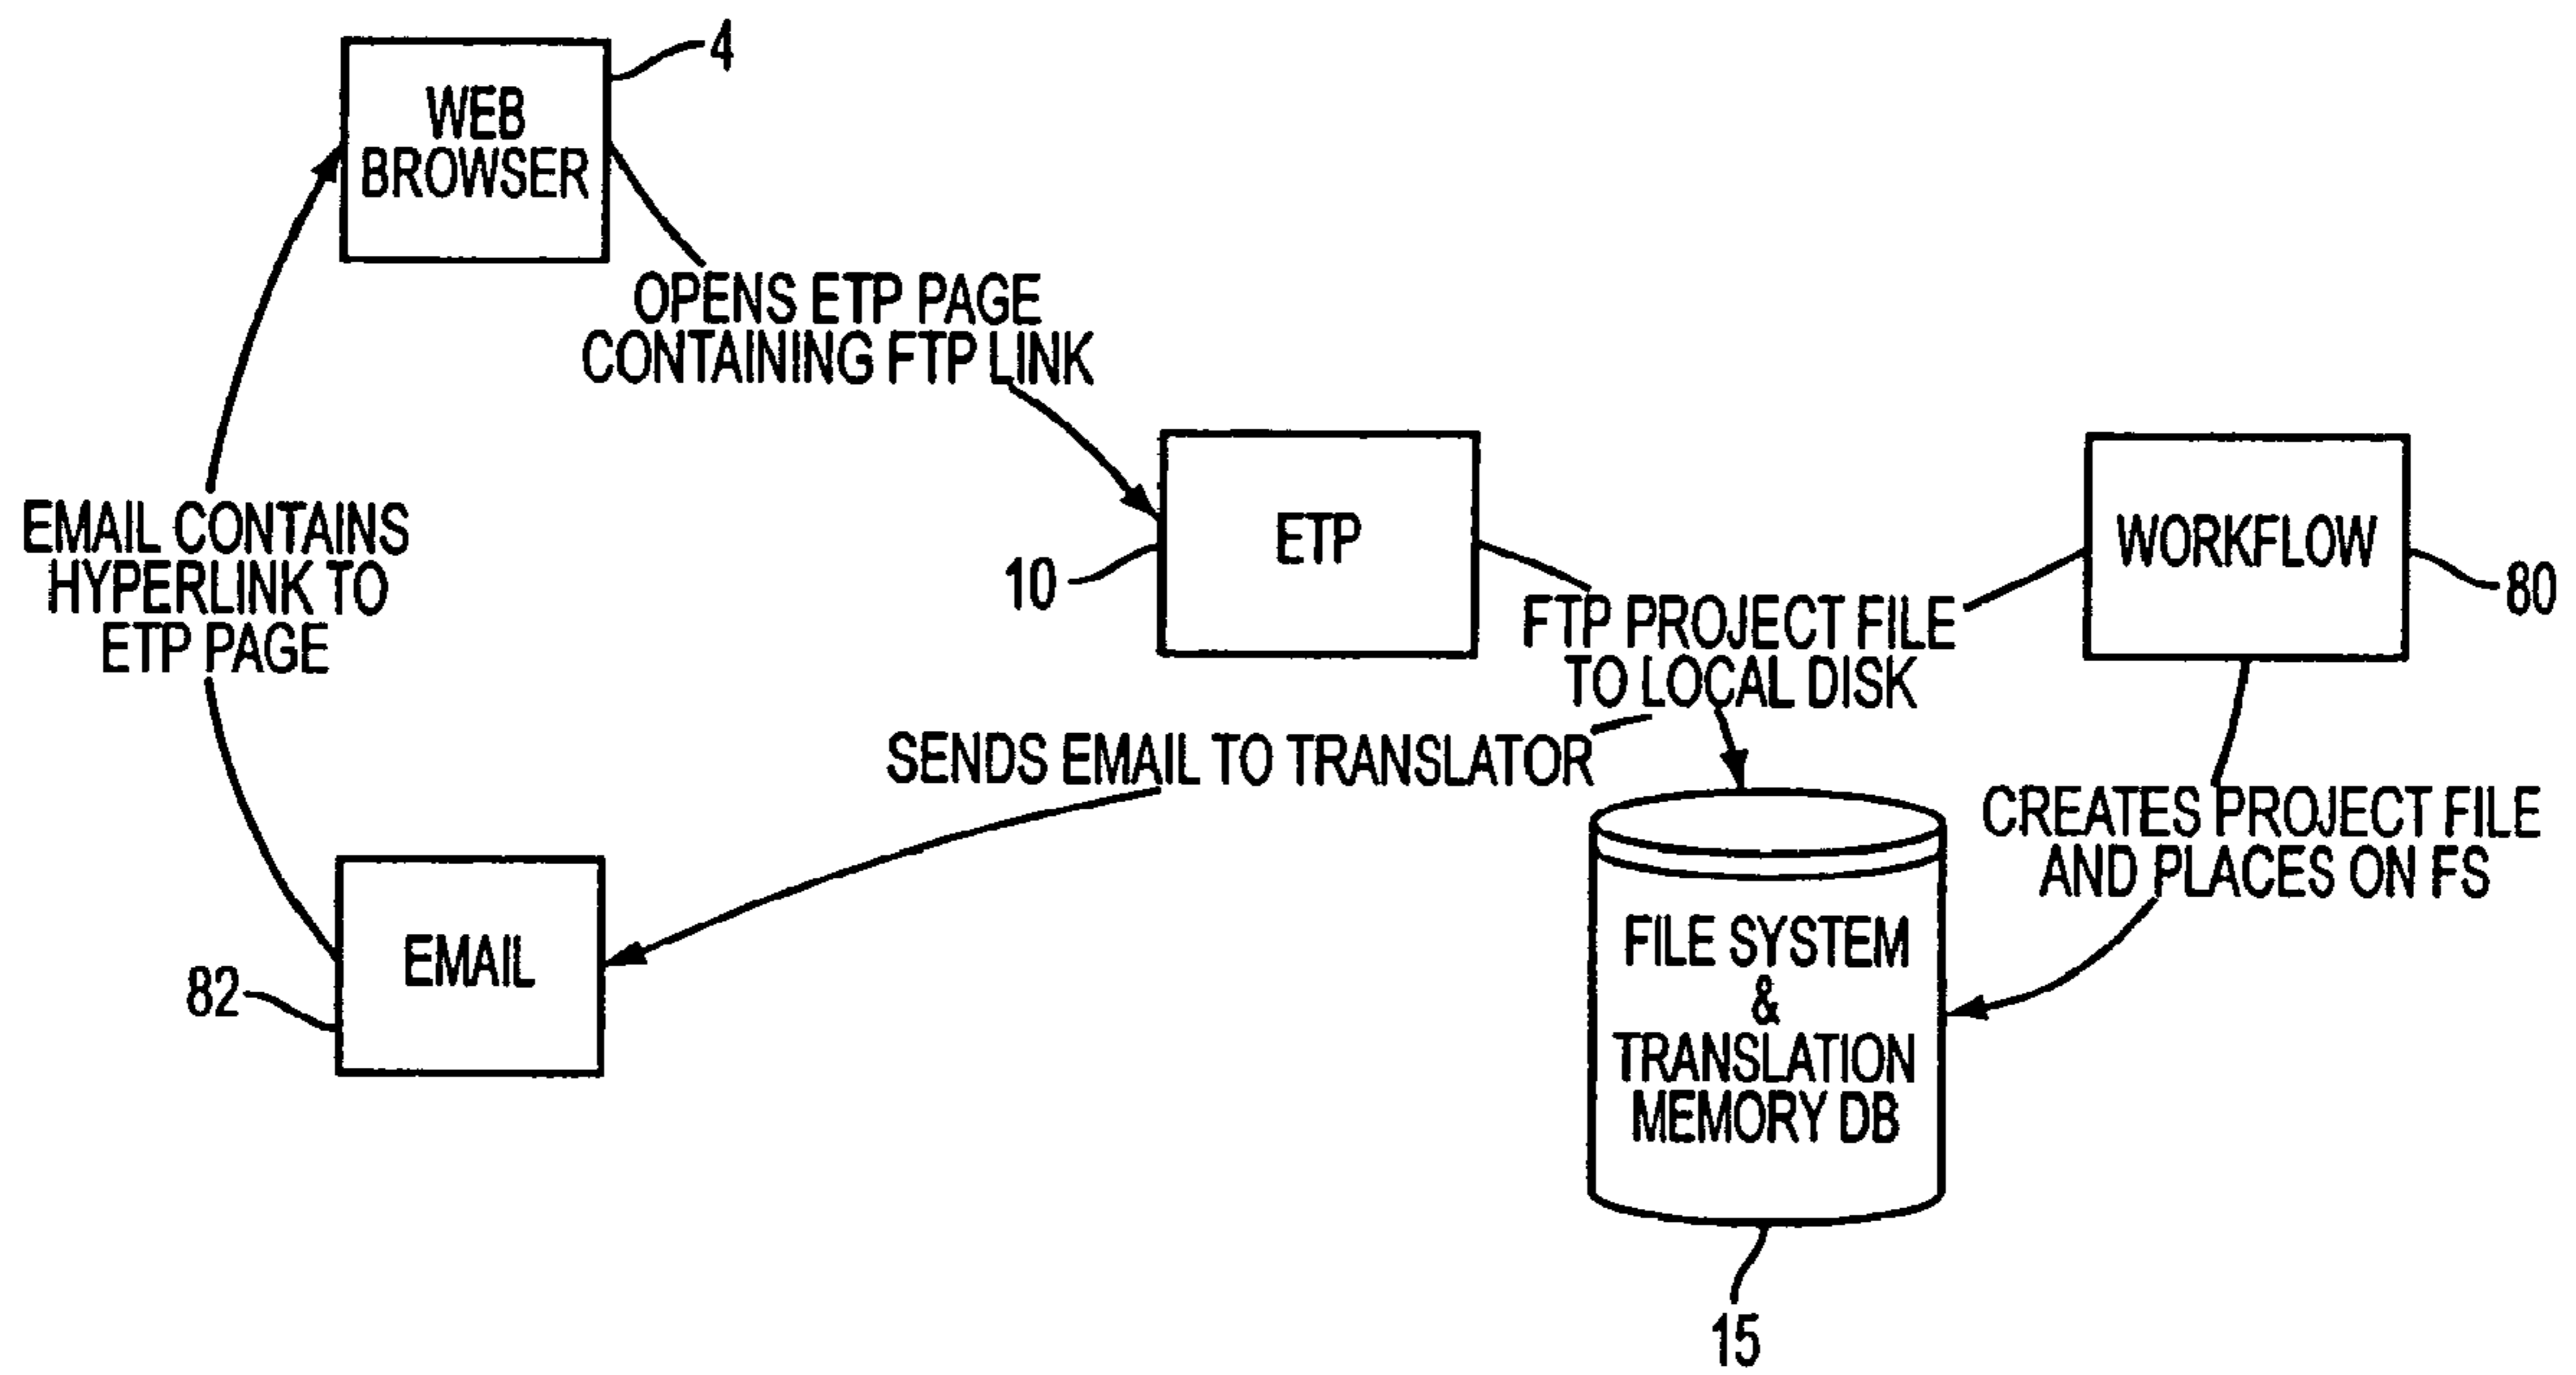 4
WEB
BROWSER
OPENS ETP PAGE
CONTAINING FTP LINK
EMAIL CONTAINS
HYPERLINK TO
ETP PAGE
ETP
10
WORKFLOW
80
FTP PROJECT FILE
TO LOCAL DISK
SENDS EMAIL TO TRANSLATOR
CREATES PROJECT FILE
AND PLACES ON FS
EMAIL
82
FILE SYSTEM
&
TRANSLATION
MEMORY DB
15